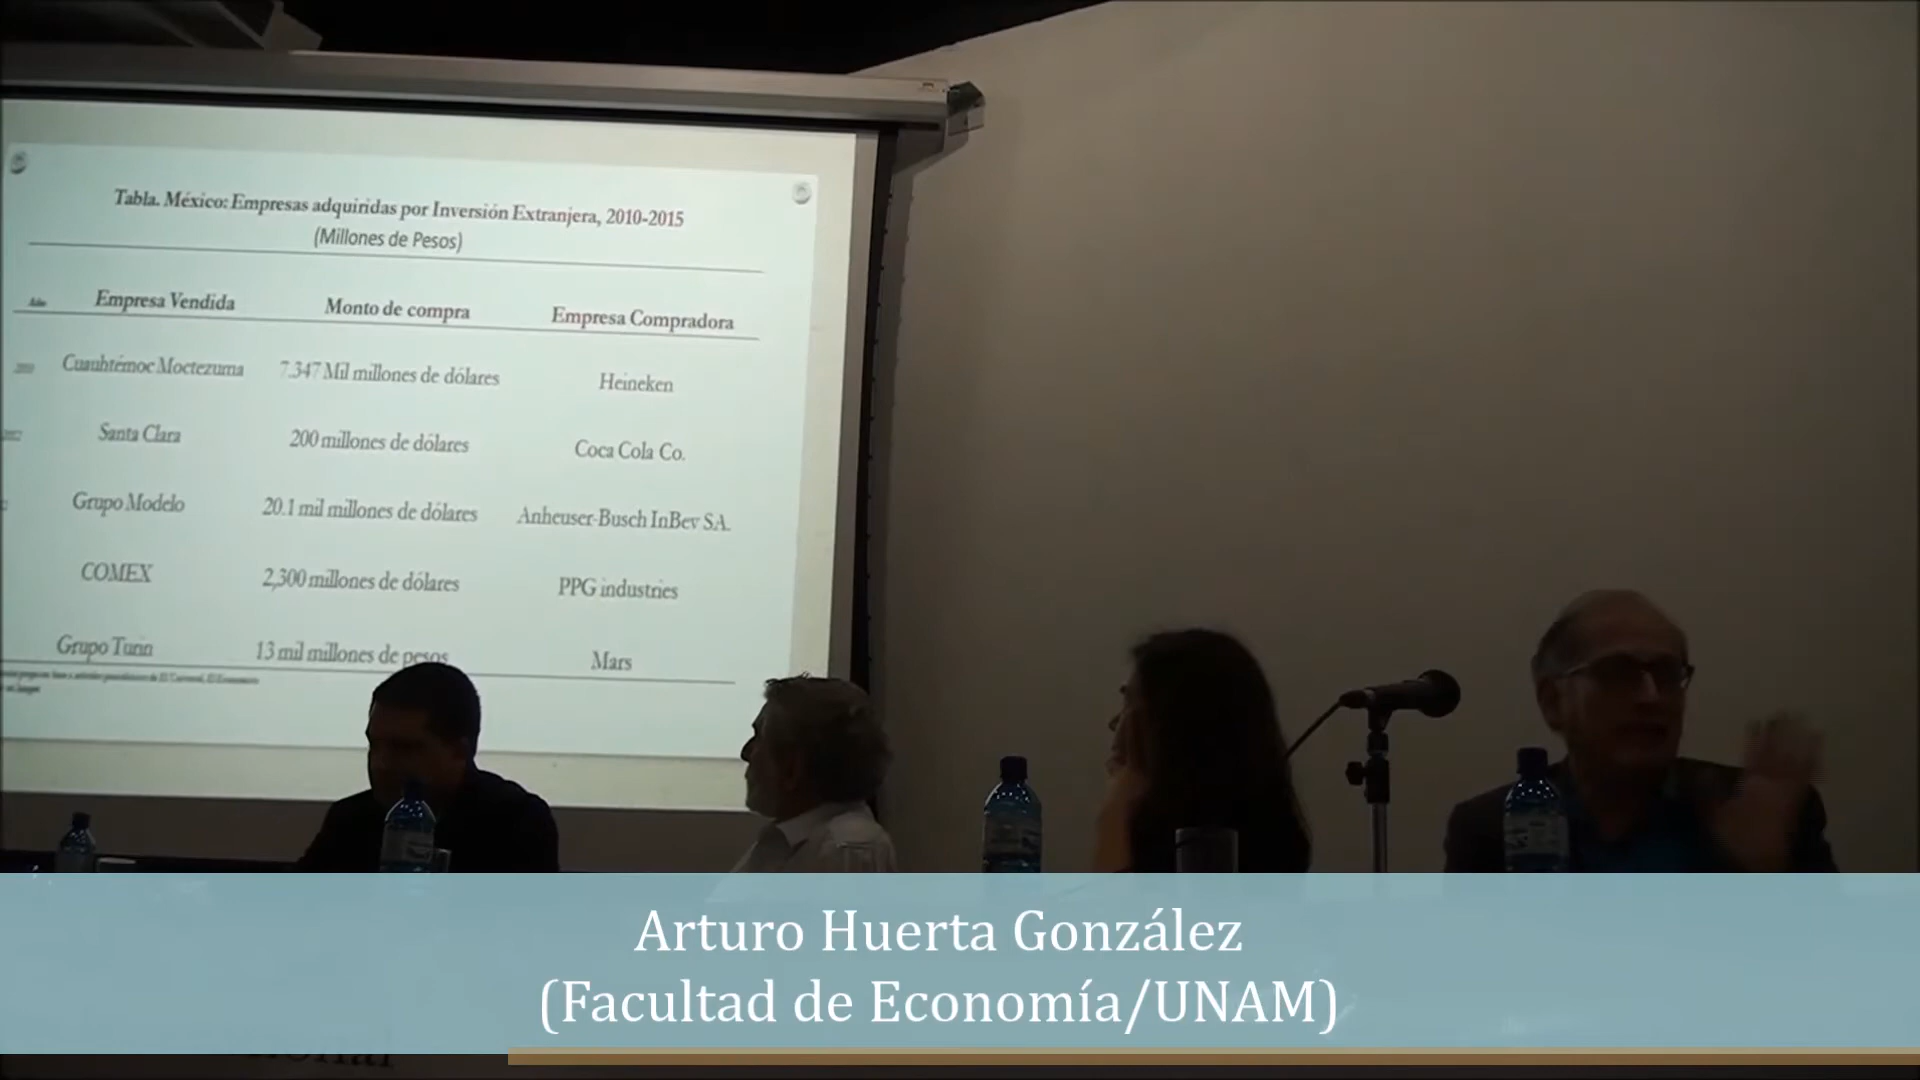 Tabla. México: Empresas adquiridas por Inversión Extranjera, 2010-2015
(Millones de Pesos)
Año Empresa Vendida Monto de compra Empresa Compradora
2010 Cuauhtémoc Moctezuma 7.347 Mil millones de dólares Heineken
2012 Santa Clara 200 millones de dólares Coca Cola Co.
Grupo Modelo 20.1 mil millones de dólares Anheuser-Busch InBev SA.
COMEX 2,300 millones de dólares PPG industries
Grupo Turin 13 mil millones de pesos Mars
Arturo Huerta González
(Facultad de Economía/UNAM)